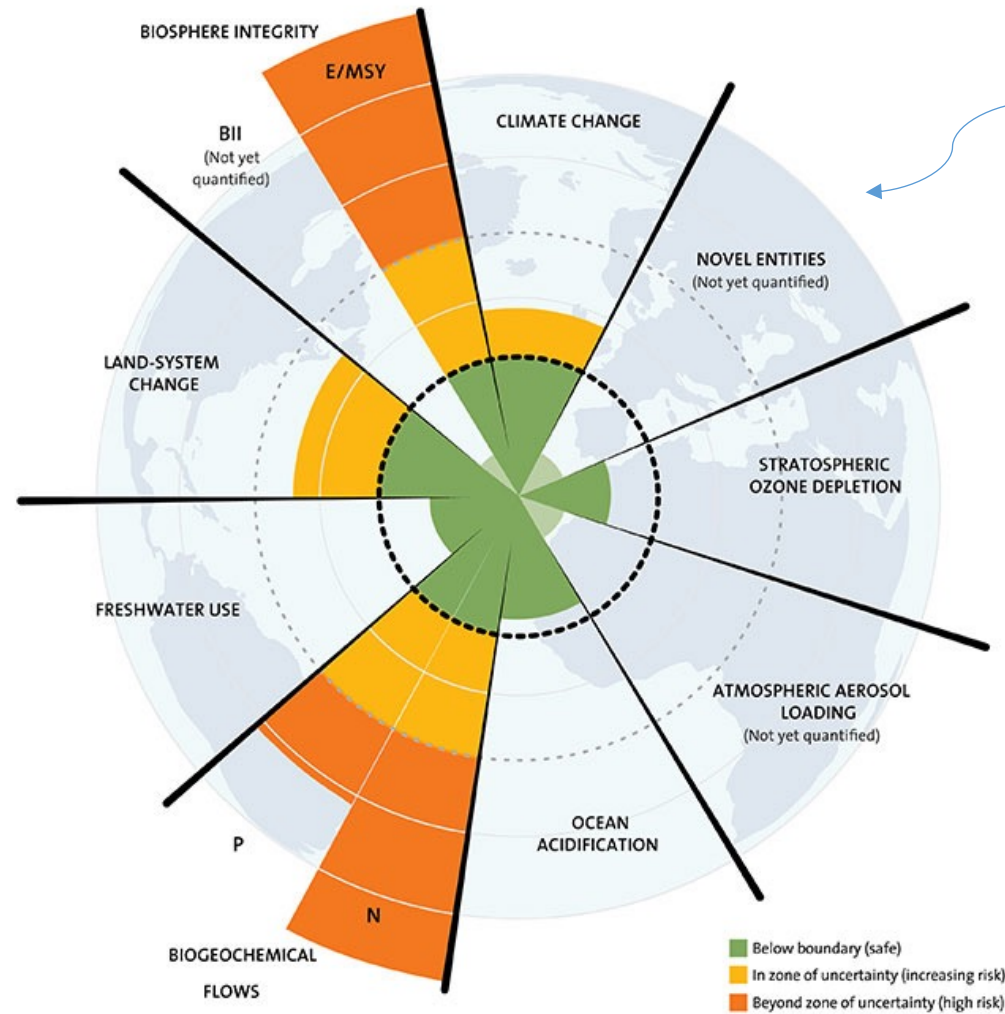 BIOSPHERE INTEGRITY
E/MSY
BII
(Not yet
quantified)
CLIMATE CHANGE
NOVEL ENTITIES
(Not yet quantified)
LAND-SYSTEM
CHANGE
STRATOSPHERIC
OZONE DEPLETION
FRESHWATER USE
ATMOSPHERIC AEROSOL
LOADING
(Not yet quantified)
OCEAN
ACIDIFICATION
P
N
BIOGEOCHEMICAL
FLOWS
Below boundary (safe)
In zone of uncertainty (increasing risk)
Beyond zone of uncertainty (high risk)